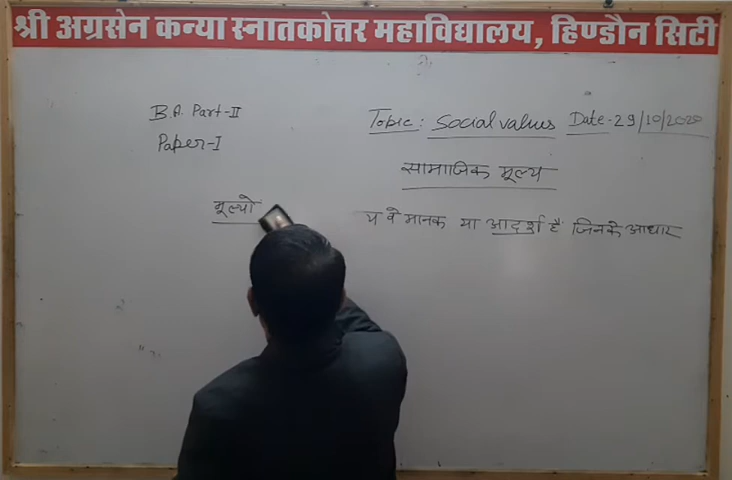 श्री अग्रसेन कन्या स्नातकोत्तर महाविद्यालय, हिण्डौन सिटी
B.A. Part-II
Paper-I
Topic: Social values Date-29/10/2020
सामाजिक मूल्य
मूल्यो
य वे मानक या आदर्श हैं जिनके आधार